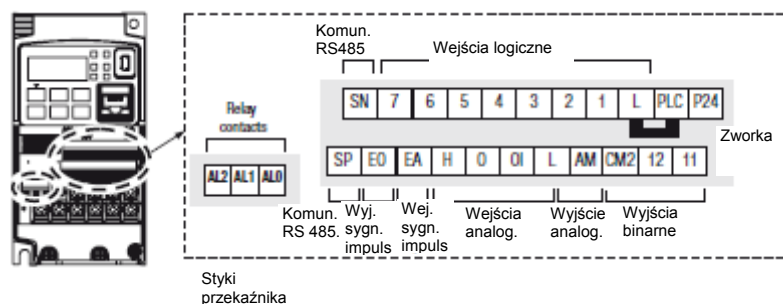 Komun.
RS485
Wejścia logiczne
SN 7 6 5 4 3 2 1 L PLC P24
Relay
contacts
Zworka
SP EO EA H O OI L AM CM2 12 11
AL2 AL1 AL0
Komun.
RS 485.
Wyj.
sygn.
impuls
Wej.
sygn.
impuls
Wejścia
analog.
Wyjście
analog.
Wyjścia
binarne
Styki
przekaźnika